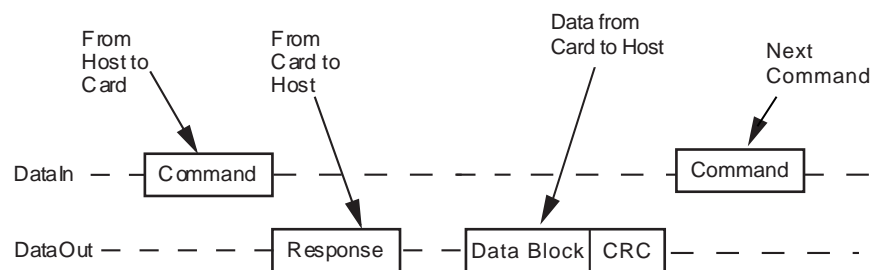 From
Host to
Card
From
Card to
Host
Data from
Card to Host
Next
Command
DataIn
Command
Command
DataOut
Response
Data Block
CRC